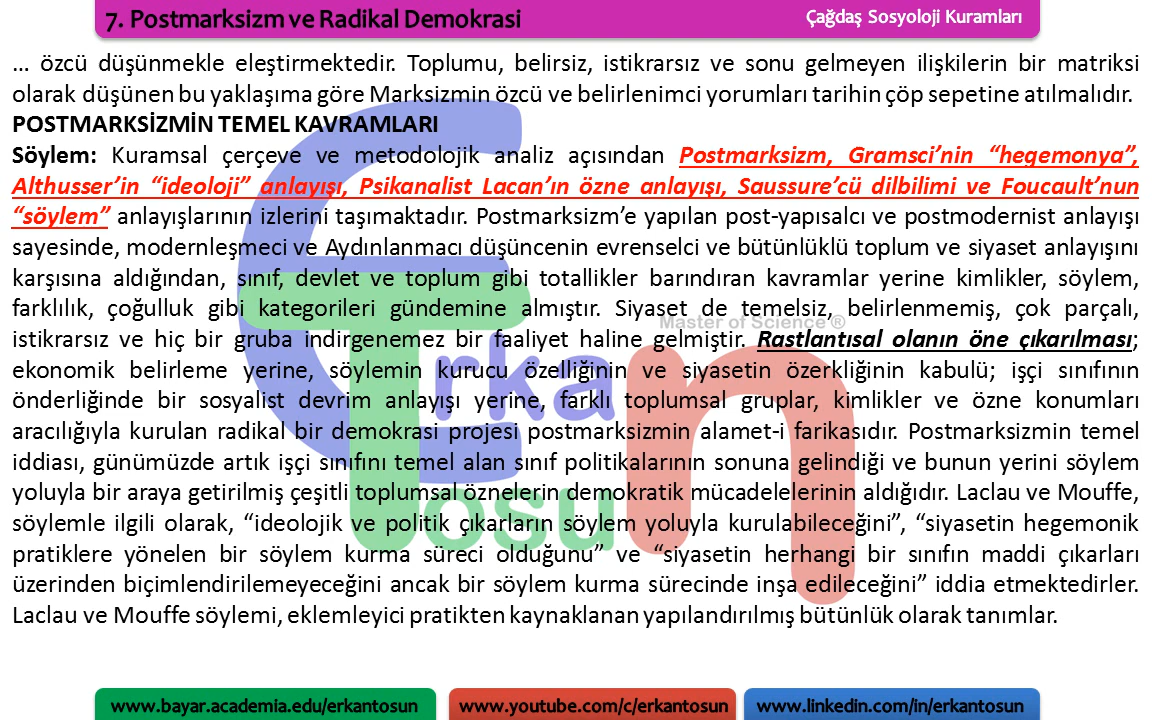 7. Postmarksizm ve Radikal Demokrasi
Çağdaş Sosyoloji Kuramları
... özcü düşünmekle eleştirmektedir. Toplumu, belirsiz, istikrarsız ve sonu gelmeyen ilişkilerin bir matriksi
olarak düşünen bu yaklaşıma göre Marksizmin özcü ve belirlenimci yorumları tarihin çöp sepetine atılmalıdır.
POSTMARKSİZMİN TEMEL KAVRAMLARI
Söylem: Kuramsal çerçeve ve metodolojik analiz açısından Postmarksizm, Gramsci’nin “hegemonya”,
Althusser’in “ideoloji” anlayışı, Psikanalist Lacan’ın özne anlayışı, Saussure’cü dilbilimi ve Foucault’nun
“söylem” anlayışlarının izlerini taşımaktadır. Postmarksizm’e yapılan post-yapısalcı ve postmodernist anlayışı
sayesinde, modernleşmeci ve Aydınlanmacı düşüncenin evrenselci ve bütünlüklü toplum ve siyaset anlayışını
karşısına aldığından, sınıf, devlet ve toplum gibi totallikler barındıran kavramlar yerine kimlikler, söylem,
farklılık, çoğulluk gibi kategorileri gündemine almıştır. Siyaset de temelsiz, belirlenmemiş, çok parçalı,
Master of Science ®
istikrarsız ve hiç bir gruba indirgenemez bir faaliyet haline gelmiştir. Rastlantısal olanın öne çıkarılması;
ekonomik belirleme yerine, söylemin kurucu özelliğinin ve siyasetin özerkliğinin kabulü; işçi sınıfının
önderliğinde bir sosyalist devrim anlayışı yerine, farklı toplumsal gruplar, kimlikler ve özne konumları
aracılığıyla kurulan radikal bir demokrasi projesi postmarksizmin alamet-i farikasıdır. Postmarksizmin temel
iddiası, günümüzde artık işçi sınıfını temel alan sınıf politikalarının sonuna gelindiği ve bunun yerini söylem
yoluyla bir araya getirilmiş çeşitli toplumsal öznelerin demokratik mücadelelerinin aldığıdır. Laclau ve Mouffe,
söylemle ilgili olarak, “ideolojik ve politik çıkarların söylem yoluyla kurulabileceğini”, “siyasetin hegemonik
pratiklere yönelen bir söylem kurma süreci olduğunu” ve “siyasetin herhangi bir sınıfın maddi çıkarları
üzerinden biçimlendirilemeyeceğini ancak bir söylem kurma sürecinde inşa edileceğini” iddia etmektedirler.
Laclau ve Mouffe söylemi, eklemleyici pratikten kaynaklanan yapılandırılmış bütünlük olarak tanımlar.
Erkan
Tosun
www.bayar.academia.edu/erkantosun
www.youtube.com/c/erkantosun
www.linkedin.com/in/erkantosun